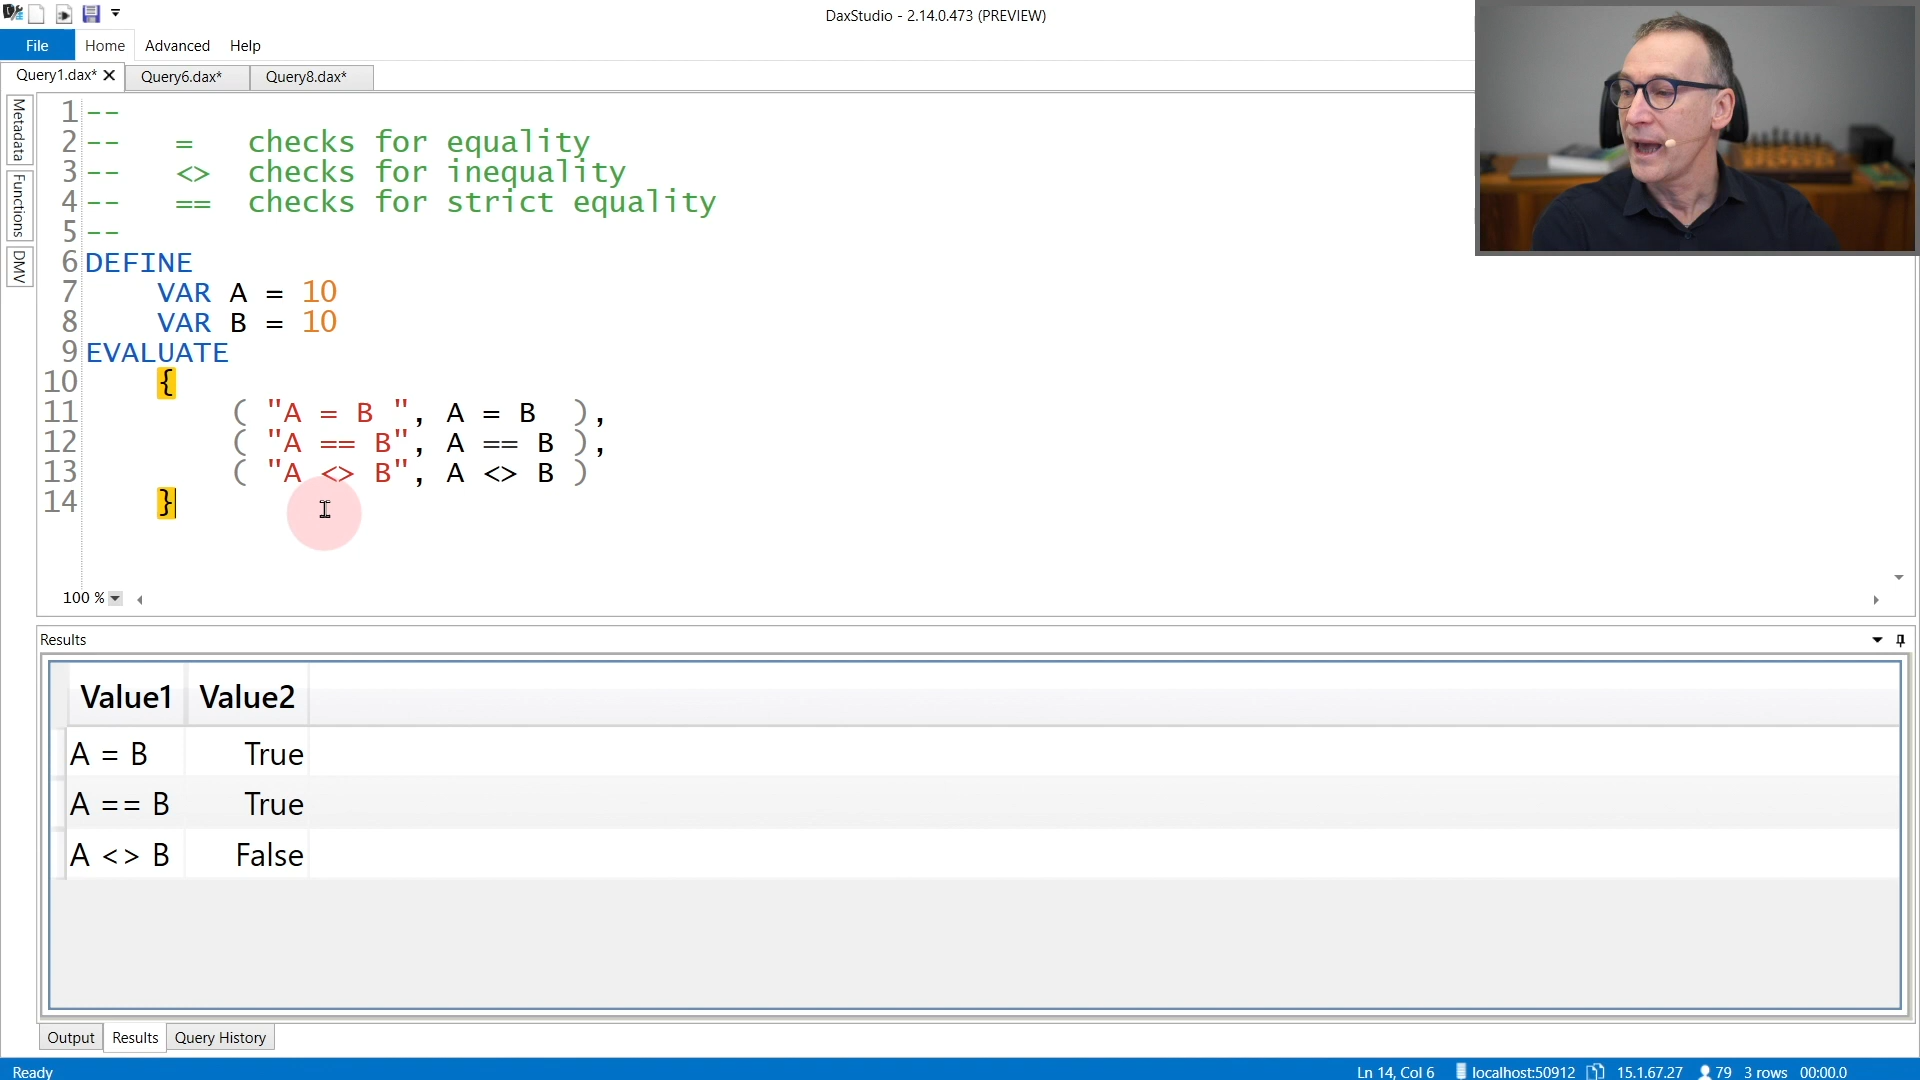 DaxStudio - 2.14.0.473 (PREVIEW)
File Home Advanced Help
Query1.dax* Query6.dax* Query8.dax*
Metadata
Functions
DMV
1 --
2 --   =   checks for equality
3 --   <>  checks for inequality
4 --   ==  checks for strict equality
5 --
6 DEFINE
7     VAR A = 10
8     VAR B = 10
9 EVALUATE
10     {
11         ( "A = B ", A = B  ),
12         ( "A == B", A == B ),
13         ( "A <> B", A <> B )
14     }
100 %
Results
Value1 Value2
A = B True
A == B True
A <> B False
Output Results Query History
Ready Ln 14, Col 6 localhost:50912 15.1.67.27 79 3 rows 00:00.0